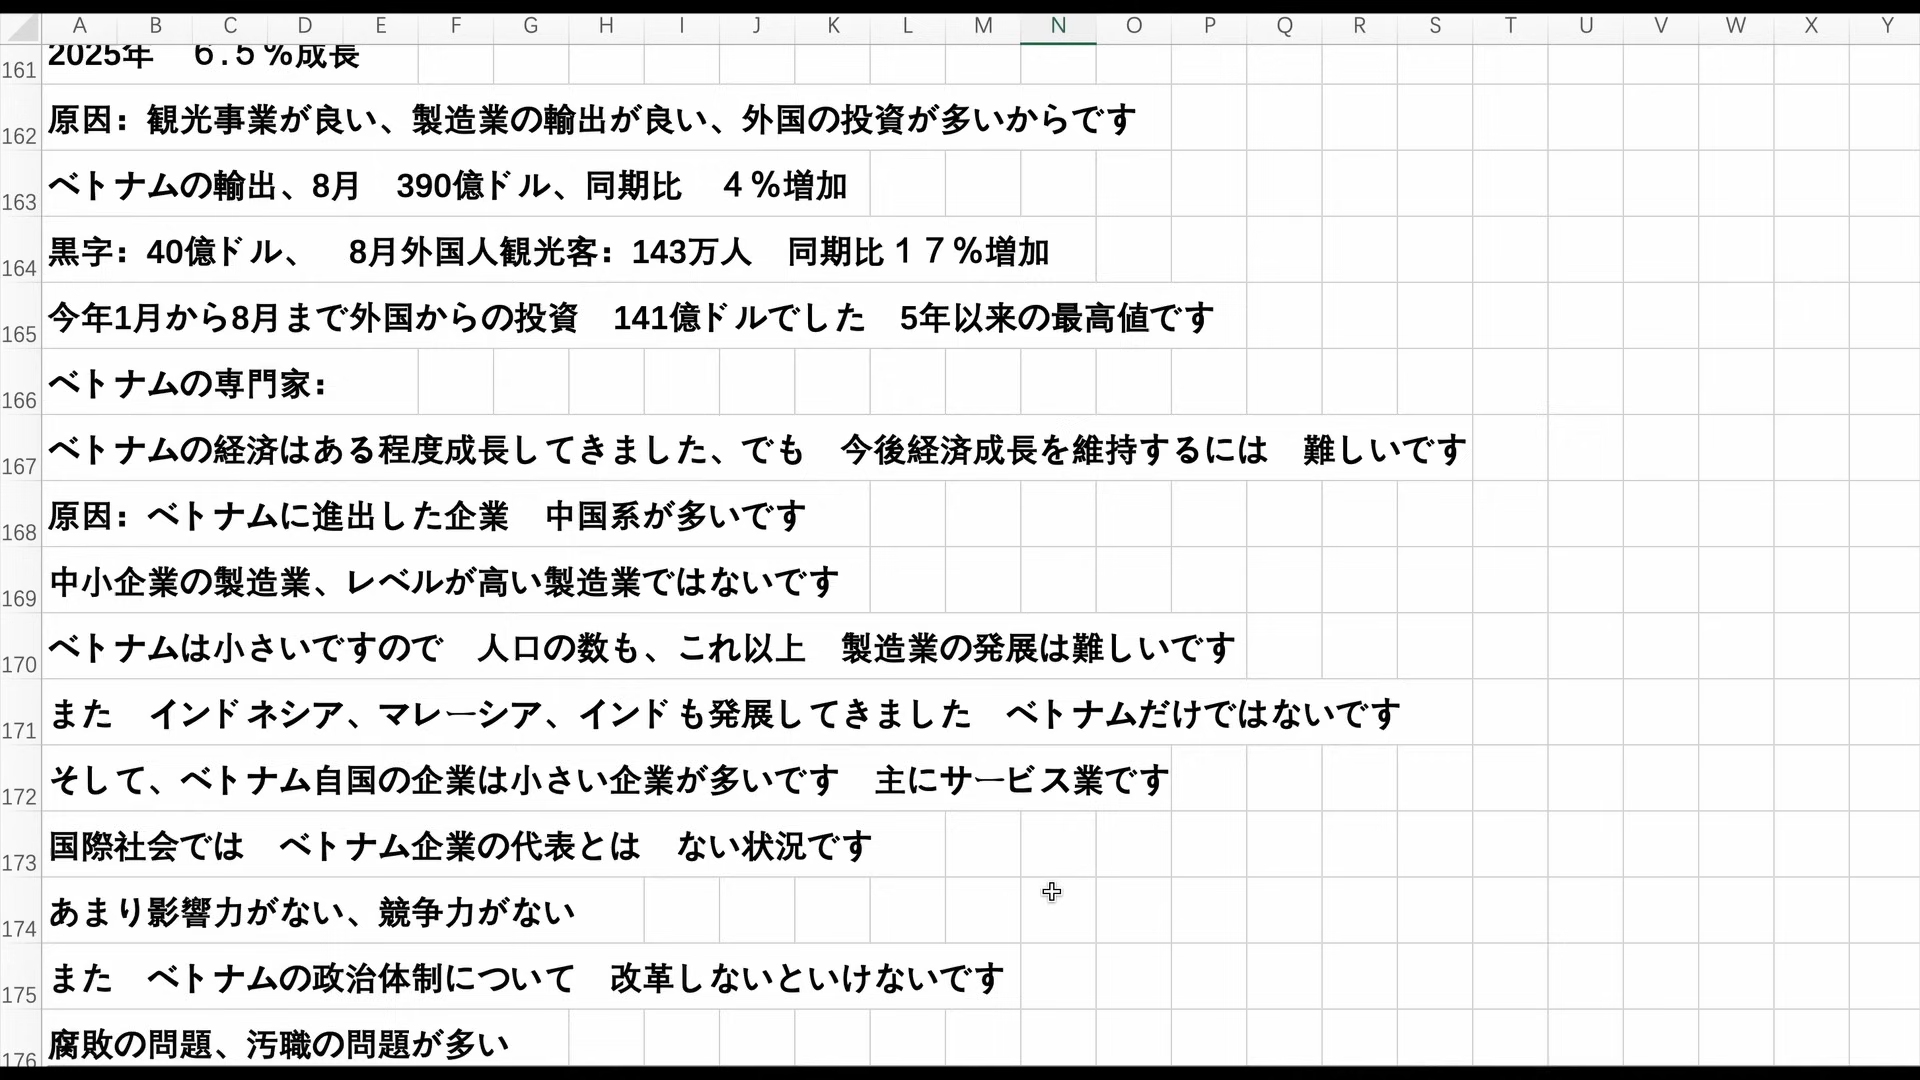 A B C D E F G H I J K L M N O P Q R S T U V W X Y
161 2025年　６.５％成長
162 原因：観光事業が良い、製造業の輸出が良い、外国の投資が多いからです
163 ベトナムの輸出、8月　390億ドル、同期比　４％増加
164 黒字：40億ドル、　8月外国人観光客：143万人　同期比１７％増加
165 今年1月から8月まで外国からの投資　141億ドルでした　5年以来の最高値です
166 ベトナムの専門家：
167 ベトナムの経済はある程度成長してきました、でも　今後経済成長を維持するには　難しいです
168 原因：ベトナムに進出した企業　中国系が多いです
169 中小企業の製造業、レベルが高い製造業ではないです
170 ベトナムは小さいですので　人口の数も、これ以上　製造業の発展は難しいです
171 また　インドネシア、マレーシア、インドも発展してきました　ベトナムだけではないです
172 そして、ベトナム自国の企業は小さい企業が多いです　主にサービス業です
173 国際社会では　ベトナム企業の代表とは　ない状況です
174 あまり影響力がない、競争力がない
175 また　ベトナムの政治体制について　改革しないといけないです
176 腐敗の問題、汚職の問題が多い